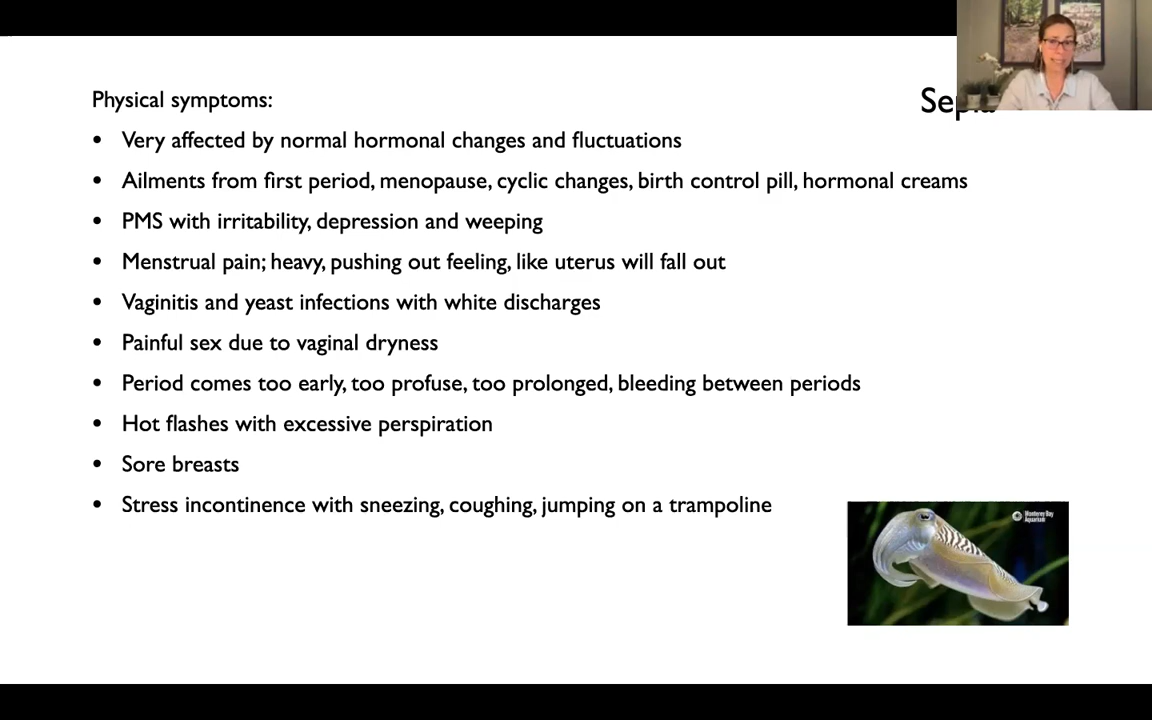 Physical symptoms:
Sepia
• Very affected by normal hormonal changes and fluctuations
• Ailments from first period, menopause, cyclic changes, birth control pill, hormonal creams
• PMS with irritability, depression and weeping
• Menstrual pain; heavy, pushing out feeling, like uterus will fall out
• Vaginitis and yeast infections with white discharges
• Painful sex due to vaginal dryness
• Period comes too early, too profuse, too prolonged, bleeding between periods
• Hot flashes with excessive perspiration
• Sore breasts
• Stress incontinence with sneezing, coughing, jumping on a trampoline
Monterey Bay
Aquarium